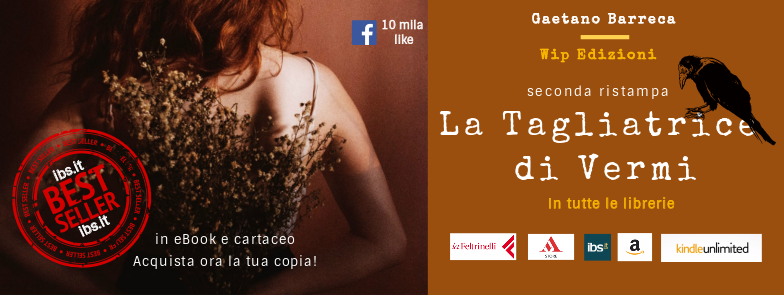 10 mila
like
ibs.it
BEST
SELLER
ibs.it
in eBook e cartaceo
Acquista ora la tua copia!
Gaetano Barreca
Wip Edizioni
seconda ristampa
La Tagliatrice
di Vermi
In tutte le librerie
laFeltrinelli
A
STORE
ibs
a
kindleunlimited